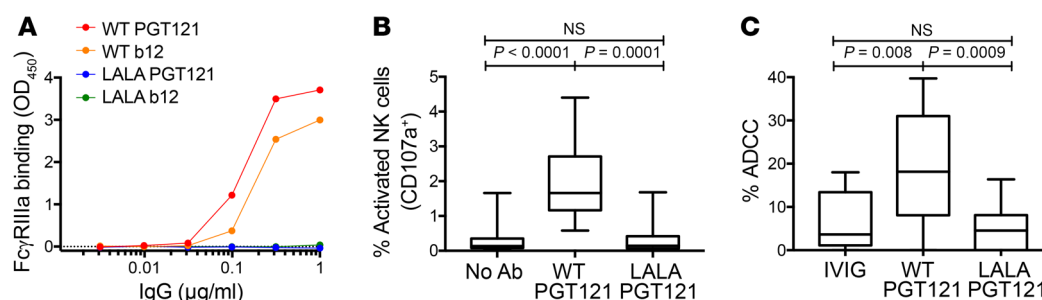 A
WT PGT121
WT b12
LALA PGT121
LALA b12
FcγRIIIa binding (OD450)
4
3
2
1
0
0.01
0.1
1
IgG (µg/ml)
B
NS
P < 0.0001
P = 0.0001
% Activated NK cells
(CD107a+)
5
4
3
2
1
0
No Ab
WT
PGT121
LALA
PGT121
C
NS
P = 0.008
P = 0.0009
% ADCC
40
30
20
10
0
IVIG
WT
PGT121
LALA
PGT121